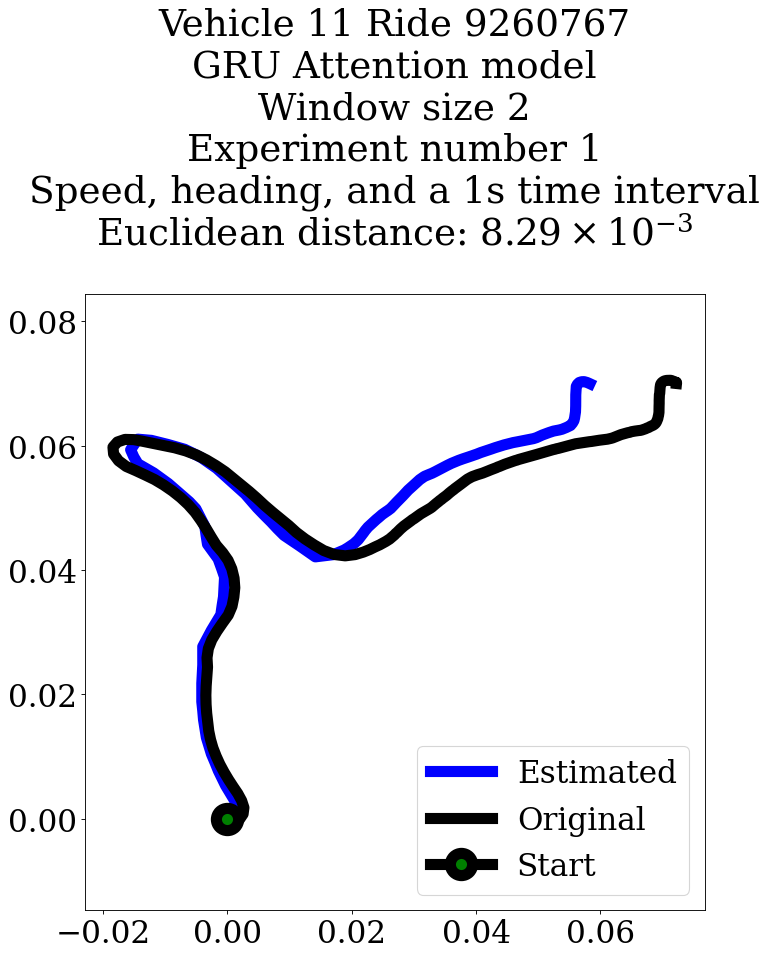 Vehicle 11 Ride 9260767
GRU Attention model
Window size 2
Experiment number 1
Speed, heading, and a 1s time interval
Euclidean distance: 8.29 × 10⁻³
0.08
0.06
0.04
0.02
0.00
Estimated
Original
Start
−0.02 0.00 0.02 0.04 0.06